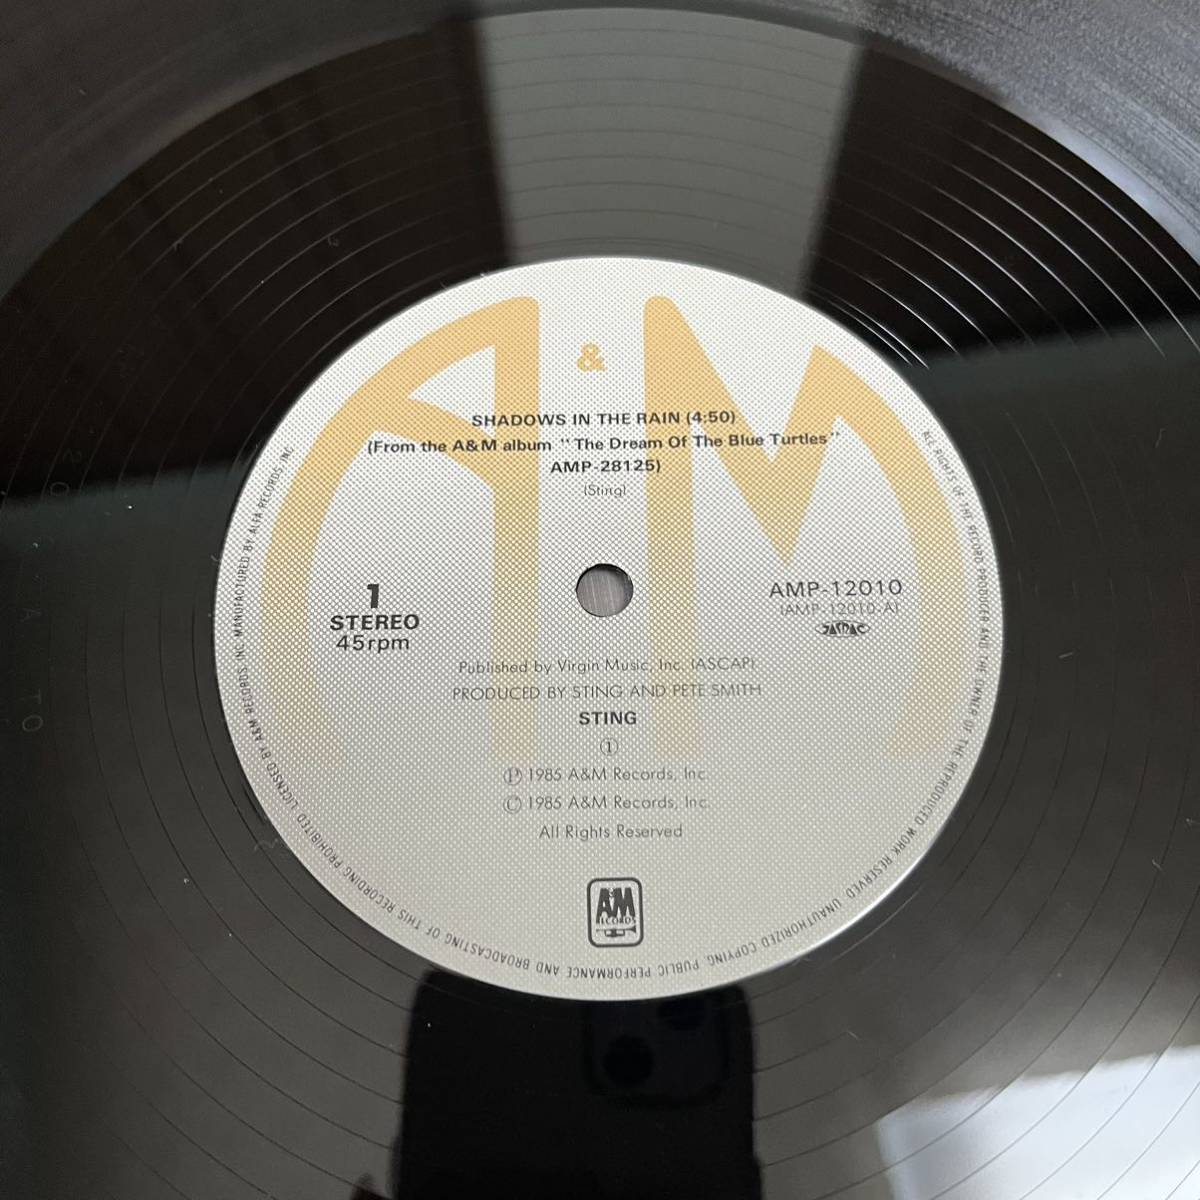 A & M
SHADOWS IN THE RAIN (4:50)
(From the A&M album "The Dream Of The Blue Turtles"
AMP-28125)
(Sting)
1
STEREO
45rpm
AMP-12010
(AMP-12010-A)
Published by Virgin Music, Inc. (ASCAP)
PRODUCED BY STING AND PETE SMITH
STING
①
Ⓟ 1985 A&M Records, Inc.
© 1985 A&M Records, Inc.
All Rights Reserved
A&M
RECORDS
ALL RIGHTS OF THE RECORD PRODUCER AND THE OWNER OF THE REPRODUCED WORK RESERVED. UNAUTHORIZED COPYING, PUBLIC PERFORMANCE AND BROADCASTING OF THIS RECORDING PROHIBITED LICENSED BY A&M RECORDS INC MANUFACTURED BY ALFA RECORDS, INC